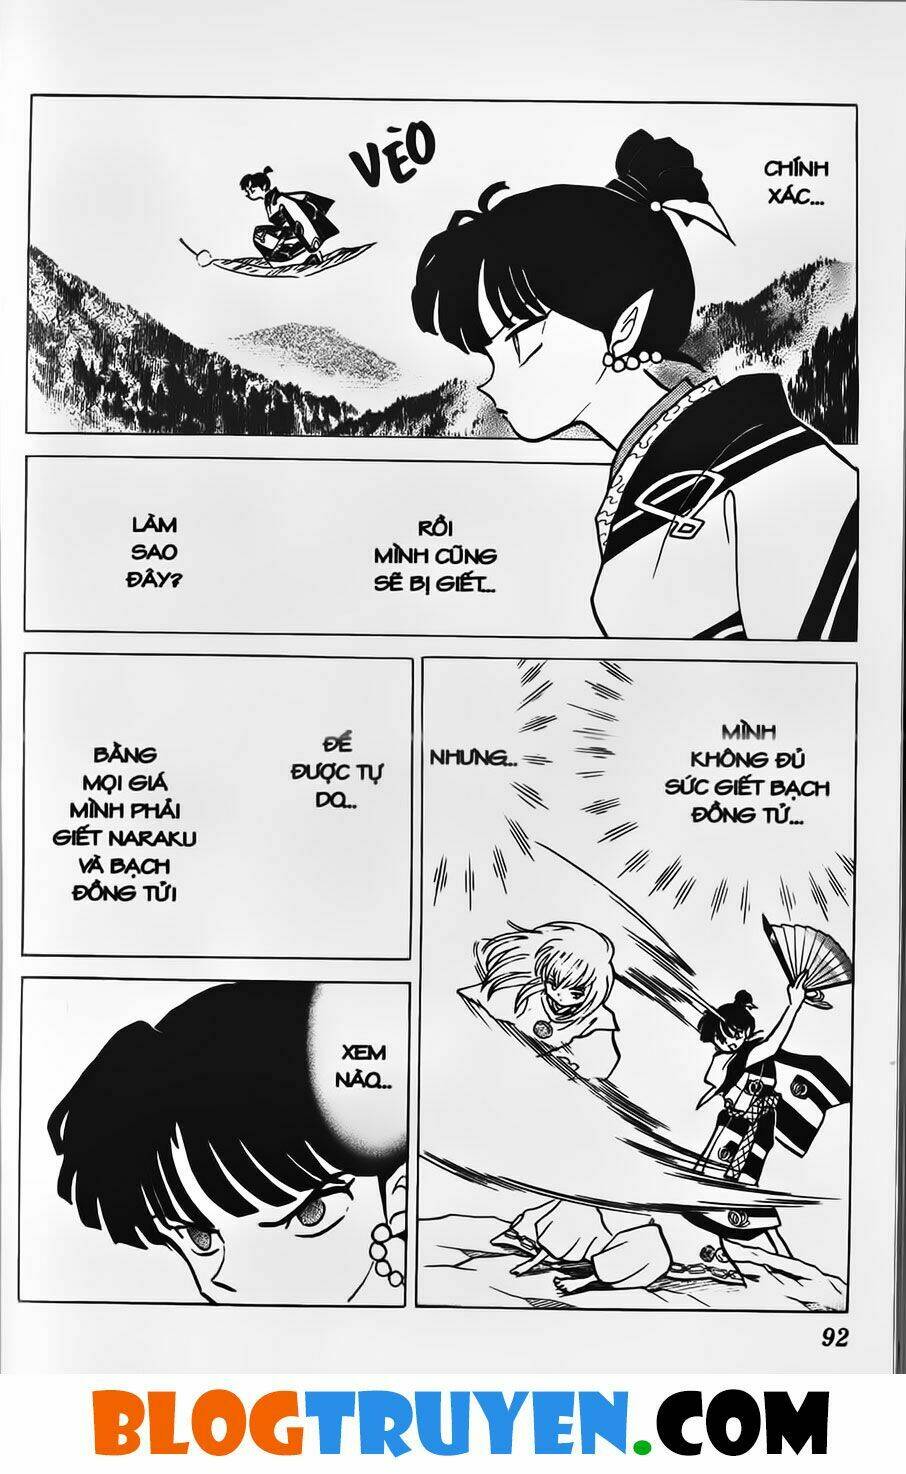 VÈO
CHÍNH
XÁC...
RỒI
MÌNH CŨNG
SẼ BỊ GIẾT...
LÀM
SAO
ĐÂY?
MÌNH
KHÔNG ĐỦ
SỨC GIẾT BẠCH
ĐỒNG TỬ...
NHƯNG...
ĐỂ
ĐƯỢC TỰ
DO...
BẰNG
MỌI GIÁ
MÌNH PHẢI
GIẾT NARAKU
VÀ BẠCH
ĐỒNG TỬ!
XEM
NÀO...
92
BLOGTRUYEN.COM